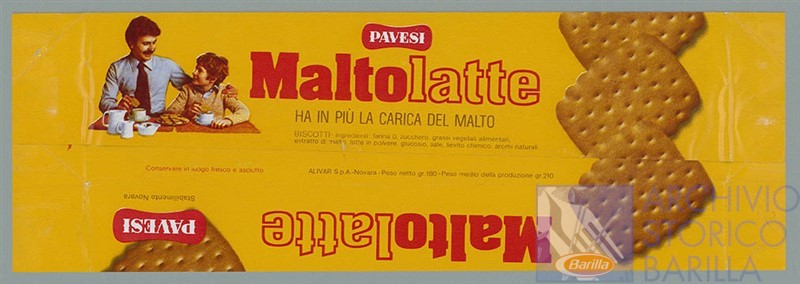 PAVESI
Maltolatte
HA IN PIÙ LA CARICA DEL MALTO
BISCOTTI: ingredienti: farina 0, zucchero, grassi vegetali alimentari,
estratto di malto, latte in polvere, glucosio, sale, lievito chimico, aromi naturali.
Conservare in luogo fresco e asciutto
ALIVAR S.p.A.-Novara - Peso netto gr.180 - Peso medio della produzione gr.210
Stabilimento Novara
PAVESI
Maltolatte
ARCHIVIO
STORICO
BARILLA
Barilla